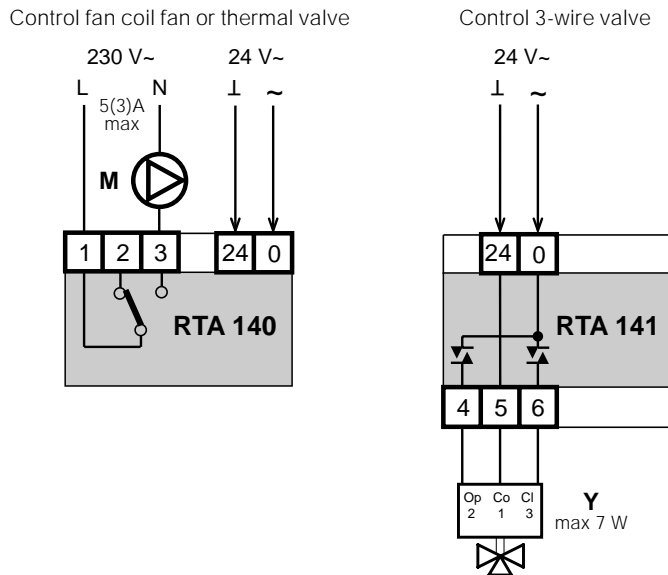 Control fan coil fan or thermal valve
230 V~ 24 V~
L N ⊥ ~
5(3)A
max
M
1 2 3 24 0
RTA 140
Control 3-wire valve
24 V~
⊥ ~
24 0
RTA 141
4 5 6
Op Co Cl
2 1 3
Y
max 7 W